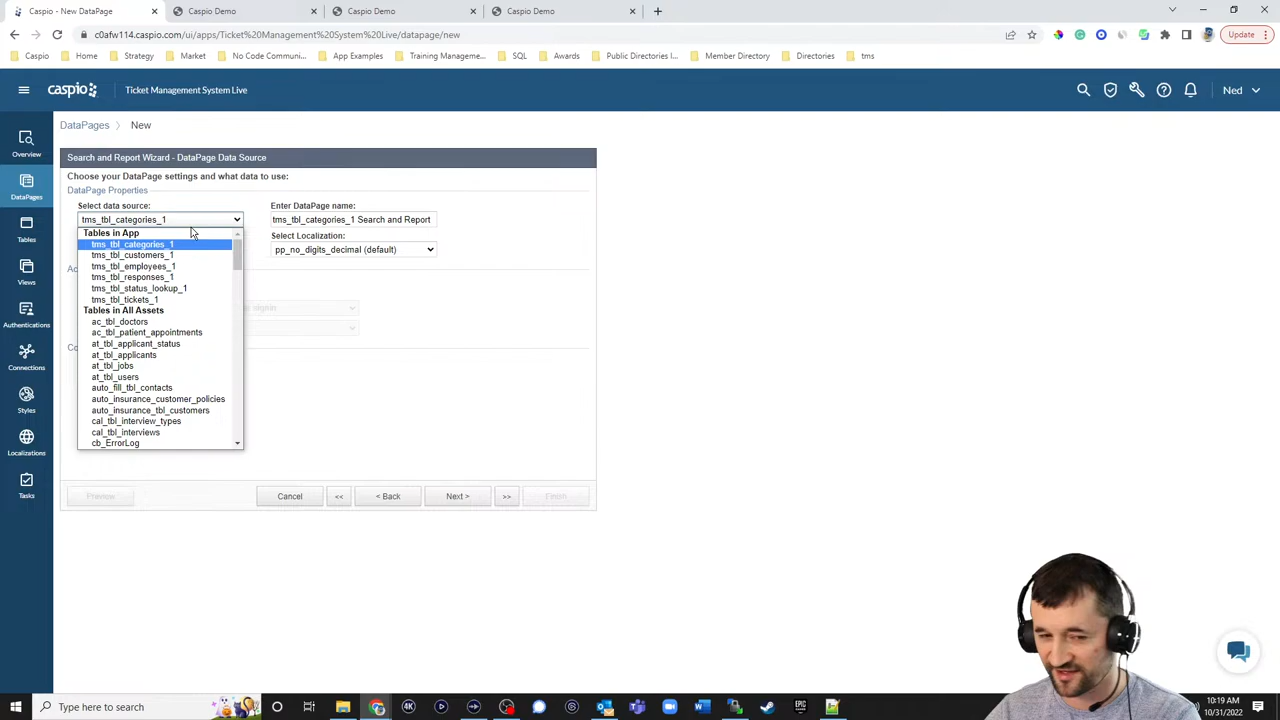 Caspio - New DataPage
Caspio Demo
Caspio Demo
Caspio Demo
c0afw114.caspio.com/ui/apps/Ticket%20Management%20System%20Live/datapage/new
Update
Caspio
Home
Strategy
Market
No Code Communi...
App Examples
Training Manageme...
SQL
Awards
Public Directories I...
Member Directory
Directories
tms
caspio
Ticket Management System Live
Ned
Overview
DataPages
Tables
Views
Authentications
Connections
Styles
Localizations
Tasks
DataPages
New
Search and Report Wizard - DataPage Data Source
Choose your DataPage settings and what data to use:
DataPage Properties
Select data source:
Enter DataPage name:
tms_tbl_categories_1
tms_tbl_categories_1 Search and Report
Select Localization:
pp_no_digits_decimal (default)
Tables in App
tms_tbl_categories_1
tms_tbl_customers_1
tms_tbl_employees_1
tms_tbl_responses_1
tms_tbl_status_lookup_1
tms_tbl_tickets_1
Tables in All Assets
ac_tbl_doctors
ac_tbl_patient_appointments
at_tbl_applicant_status
at_tbl_applicants
at_tbl_jobs
at_tbl_users
auto_fill_tbl_contacts
auto_insurance_customer_policies
auto_insurance_tbl_customers
cal_tbl_interview_types
cal_tbl_interviews
cb_ErrorLog
Preview
Cancel
<<
< Back
Next >
>>
Finish
Type here to search
4K
EPIC
10:19 AM
10/31/2022